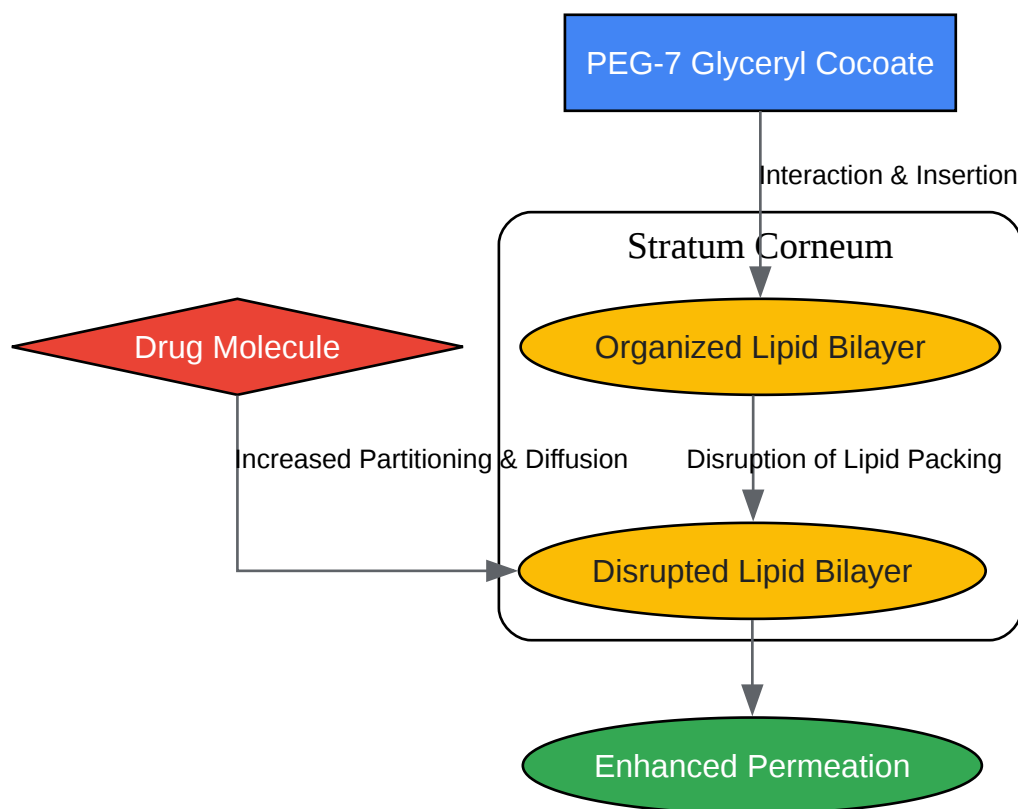 PEG-7 Glyceryl Cocoate
Interaction & Insertion
Stratum Corneum
Drug Molecule
Organized Lipid Bilayer
Increased Partitioning & Diffusion
Disruption of Lipid Packing
Disrupted Lipid Bilayer
Enhanced Permeation